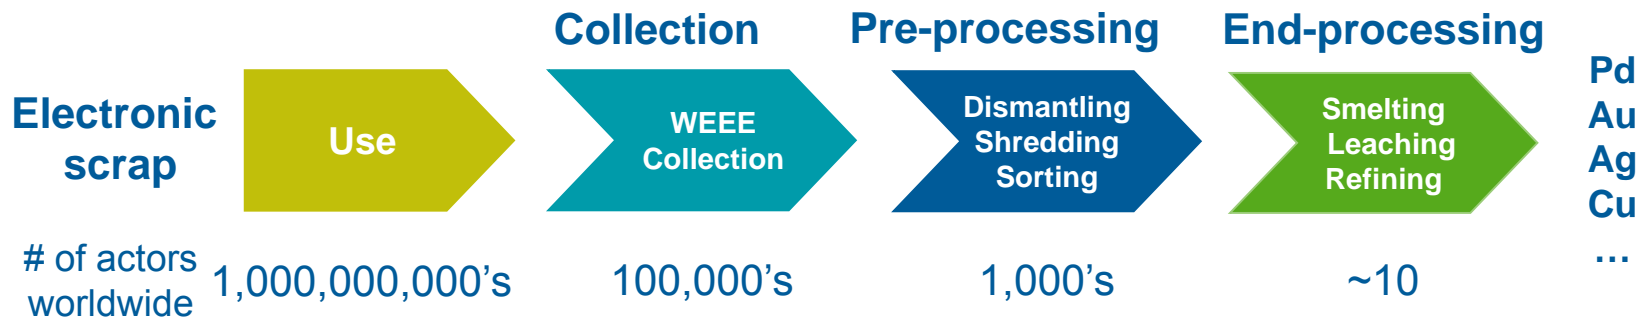 Collection
Pre-processing
End-processing
Electronic
scrap
Use
WEEE
Collection
Dismantling
Shredding
Sorting
Smelting
Leaching
Refining
Pd
Au
Ag
Cu
…
# of actors
worldwide
1,000,000,000’s
100,000’s
1,000’s
~10